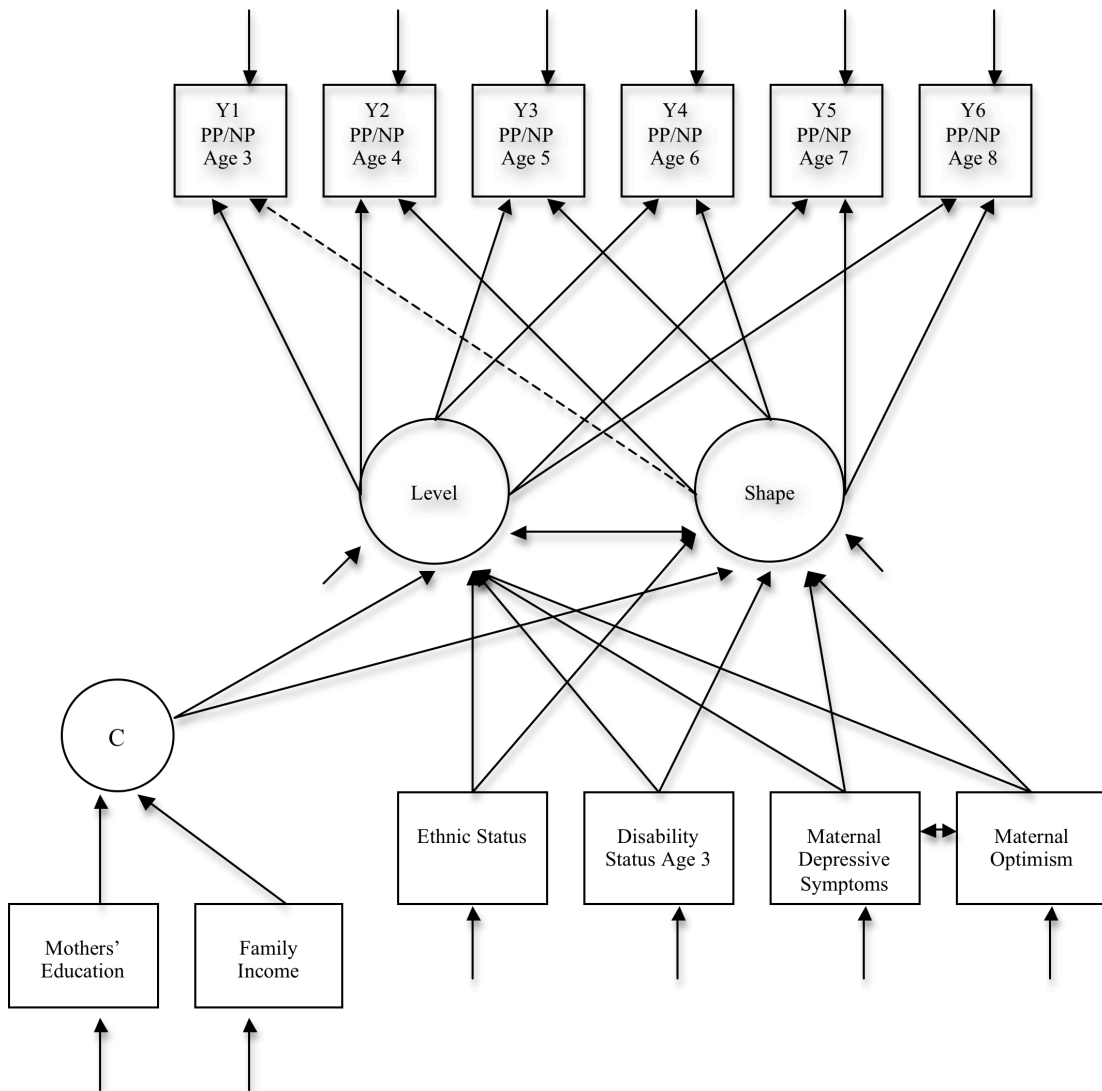 Y1
PP/NP
Age 3
Y2
PP/NP
Age 4
Y3
PP/NP
Age 5
Y4
PP/NP
Age 6
Y5
PP/NP
Age 7
Y6
PP/NP
Age 8
Level
Shape
C
Ethnic Status
Disability
Status Age 3
Maternal
Depressive
Symptoms
Maternal
Optimism
Mothers’
Education
Family
Income